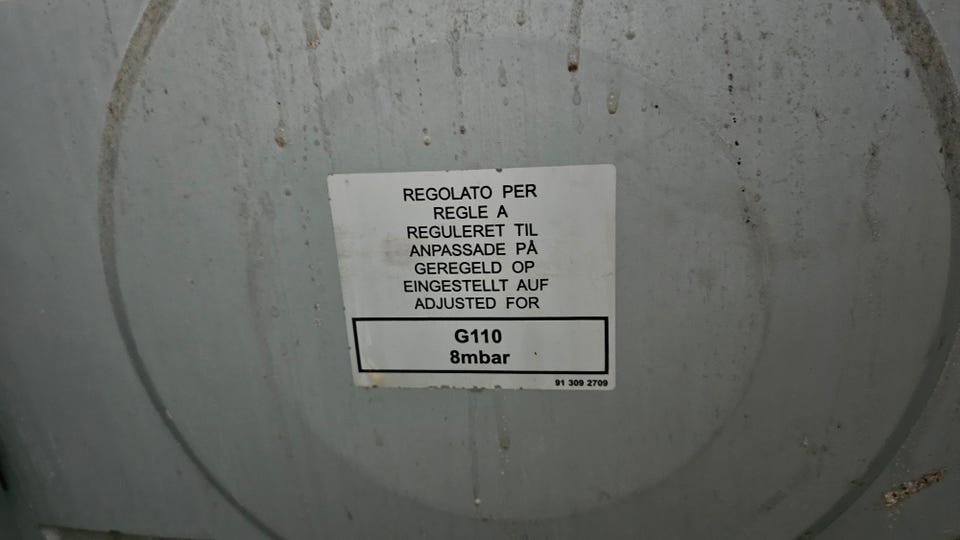 REGOLATO PER
REGLE A
REGULERET TIL
ANPASSADE PÅ
GEREGELD OP
EINGESTELLT AUF
ADJUSTED FOR
G110
8mbar
91 309 2709